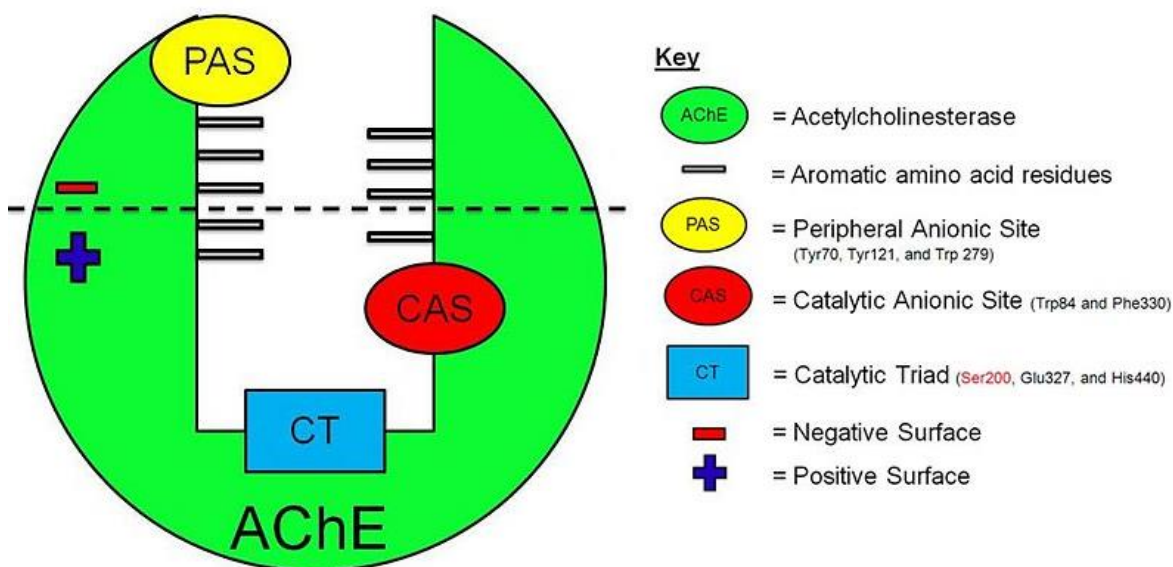 PAS
CAS
CT
AChE
Key
AChE = Acetylcholinesterase
= Aromatic amino acid residues
PAS = Peripheral Anionic Site
(Tyr70, Tyr121, and Trp 279)
CAS = Catalytic Anionic Site (Trp84 and Phe330)
CT = Catalytic Triad (Ser200, Glu327, and His440)
= Negative Surface
= Positive Surface